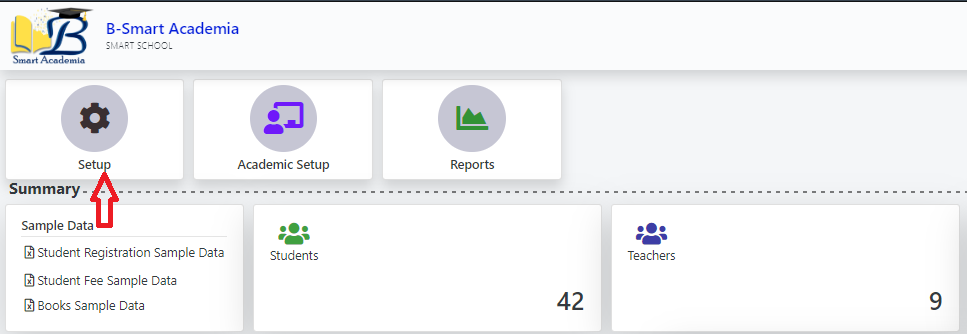 B
Smart Academia
B-Smart Academia
SMART SCHOOL
Setup
Academic Setup
Reports
Summary
Sample Data
Student Registration Sample Data
Student Fee Sample Data
Books Sample Data
Students
42
Teachers
9